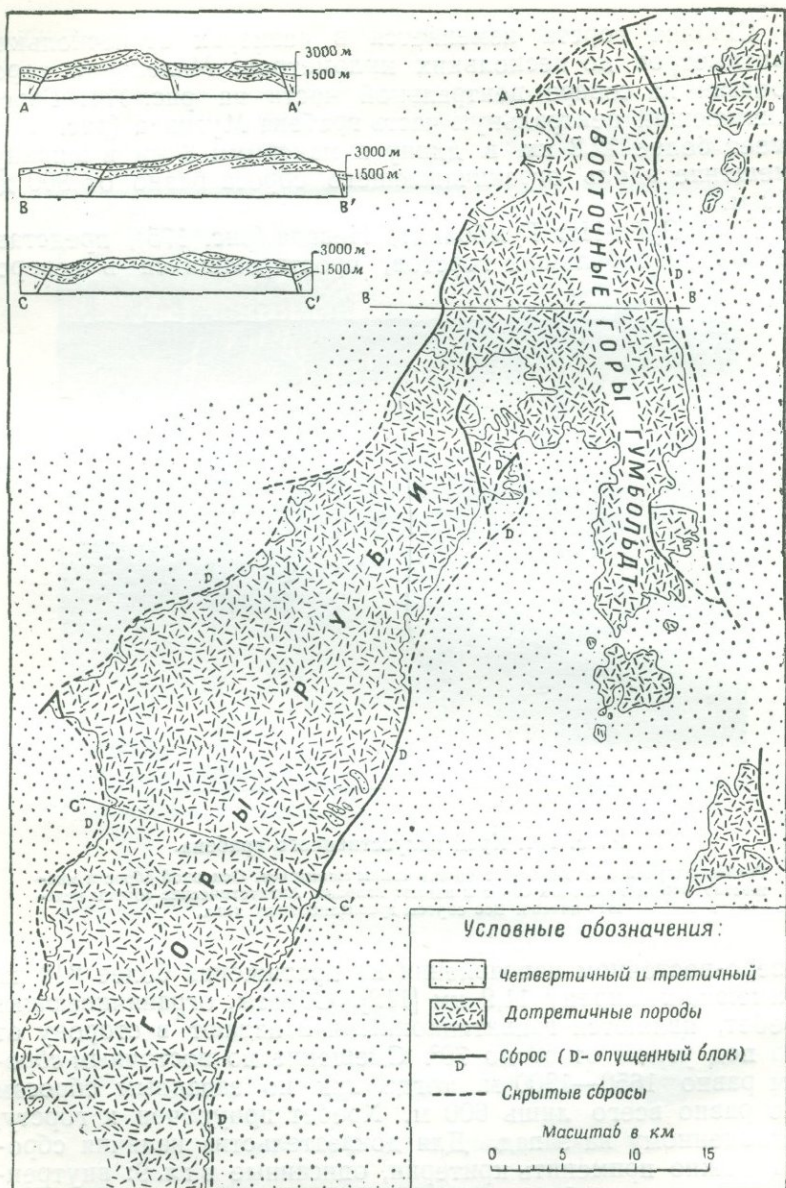 3000 м
1500 м
A A'
3000 м
1500 м
B B'
3000 м
1500 м
C C'
A A'
D
D
D
ВОСТОЧНЫЕ ГОРЫ ГУМБОЛЬДТ
D
B B'
D
D
D
D
ГОРЫ РУБИ
D
C
D
C'
D
D
Условные обозначения:
Четвертичный и третичный
Дотретичные породы
Сброс (D-опущенный блок)
D
Скрытые сбросы
Масштаб в км
0 5 10 15